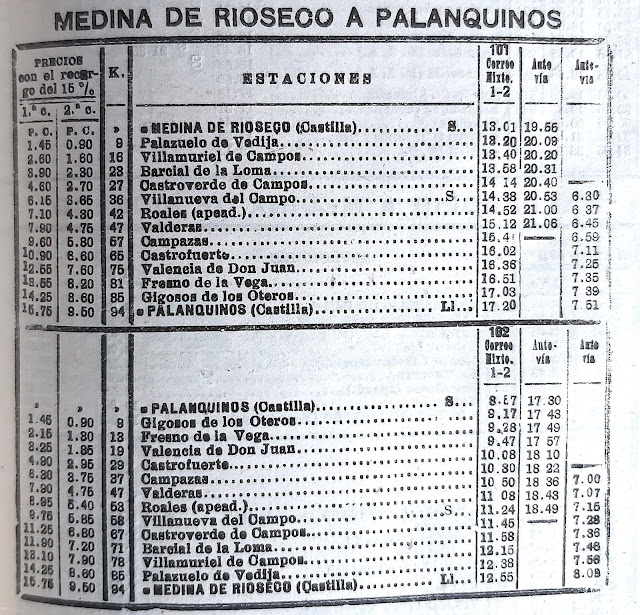 MEDINA DE RIOSECO A PALANQUINOS
PRECIOS con el recargo del 15 % K. ESTACIONES 101 Correo Mixto. 1-2 Auto vía Auto- vía
1.ª c. 2.ª c.
P. C. P. C. » MEDINA DE RIOSECO (Castilla) S... 13.01 19.55
1.45 0.90 9 Palazuelo de Vedija 13.20 20.09
2.60 1.60 16 Villamuriel de Campos 13.40 20.20
3.90 2.30 23 Barcial de la Loma 13.58 20.31
4.60 2.70 27 Castroverde de Campos 14 14 20.40 —
6.15 3.65 36 Villanueva del Campo S 14.38 20.53 6.30
7.10 4.30 42 Roales (apead.) 14.52 21.00 6 37
7.90 4.75 47 Valderas 15.12 21.06 6.45
9.60 5.80 57 Campazas 15.4 — 6.59
10.90 6.60 65 Castrofuerte 16.02 7.11
12.55 7.60 75 Valencia de Don Juan 7.25
13.55 8.20 81 Fresno de la Vega 16.51 7.35
14.25 8.60 85 Gigosos de los Oteros 17.03 7 39
15.75 9.50 94 PALANQUINOS (Castilla) Ll... 17.20 7.51
102 Correo Mixto. 1-2 Auto- vía Auto vía
» » » PALANQUINOS (Castilla) S... 8.57 17.30
1.45 0.90 9 Gigosos de los Oteros 9.17 17 43
2.15 1.30 13 Fresno de la Vega 9.28 17 49
3.25 1.95 19 Valencia de Don Juan 9.47 17 57
4.90 2.95 29 Castrofuerte 10.08 18 10
6.30 3.75 37 Campazas 10.30 18 22 —
7.90 4.75 47 Valderas 10 50 18 36 7.00
8.95 5.40 53 Roales (apead.) S. 11 08 18.43 7.07
9.75 5.85 58 Villanueva del Campo 11.24 18.49 7.15
11.25 6.80 67 Castroverde de Campos 11.45 — 7.28
11.90 7.20 71 Barcial de la Loma 11.58 7.36
13.10 7.90 78 Villamuriel de Campos 12.15 7.46
14.25 8.60 85 Palazuelo de Vedija 12.38 7.56
15.75 9.50 94 MEDINA DE RIOSECO (Castilla) Ll... 12.55 8.09